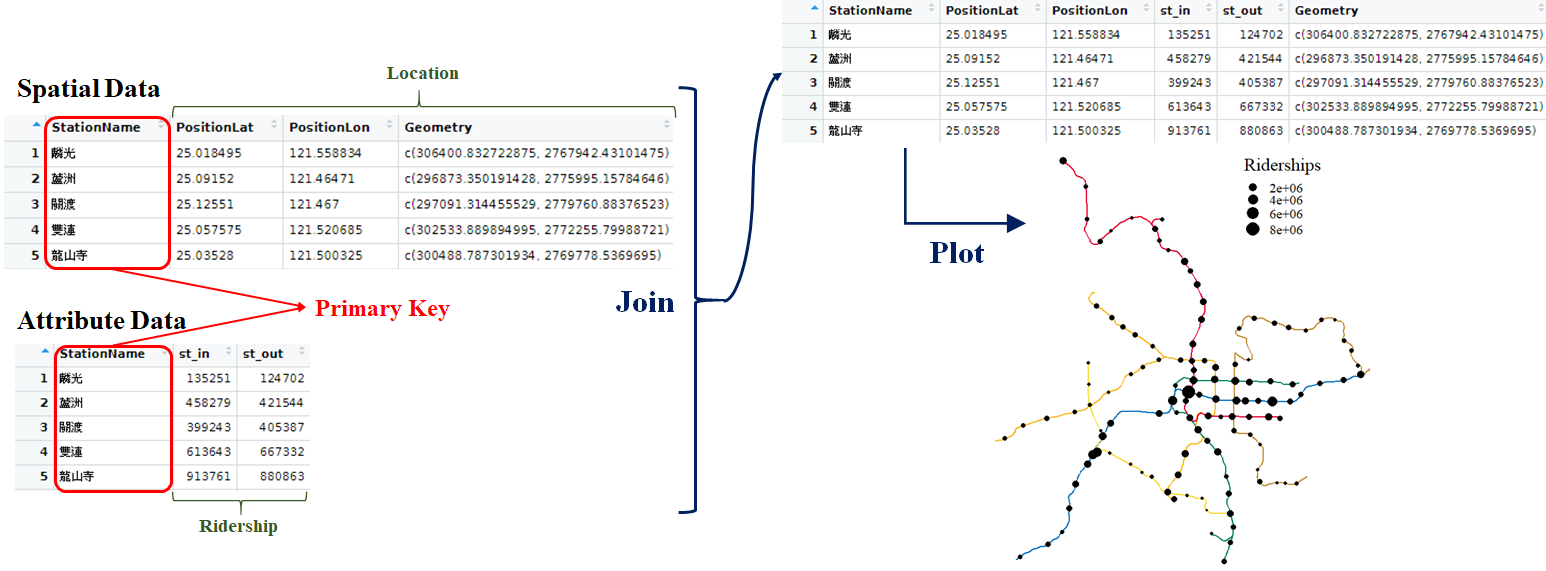 Spatial Data
Location
StationName PositionLat PositionLon Geometry
1 麟光 25.018495 121.558834 c(306400.832722875, 2767942.43101475)
2 蘆洲 25.09152 121.46471 c(296873.350191428, 2775995.15784646)
3 關渡 25.12551 121.467 c(297091.314455529, 2779760.88376523)
4 雙連 25.057575 121.520685 c(302533.889894995, 2772255.79988721)
5 龍山寺 25.03528 121.500325 c(300488.787301934, 2769778.5369695)
Primary Key
Attribute Data
StationName st_in st_out
1 麟光 135251 124702
2 蘆洲 458279 421544
3 關渡 399243 405387
4 雙連 613643 667332
5 龍山寺 913761 880863
Ridership
Join
StationName PositionLat PositionLon st_in st_out Geometry
1 麟光 25.018495 121.558834 135251 124702 c(306400.832722875, 2767942.43101475)
2 蘆洲 25.09152 121.46471 458279 421544 c(296873.350191428, 2775995.15784646)
3 關渡 25.12551 121.467 399243 405387 c(297091.314455529, 2779760.88376523)
4 雙連 25.057575 121.520685 613643 667332 c(302533.889894995, 2772255.79988721)
5 龍山寺 25.03528 121.500325 913761 880863 c(300488.787301934, 2769778.5369695)
Plot
Riderships
2e+06
4e+06
6e+06
8e+06